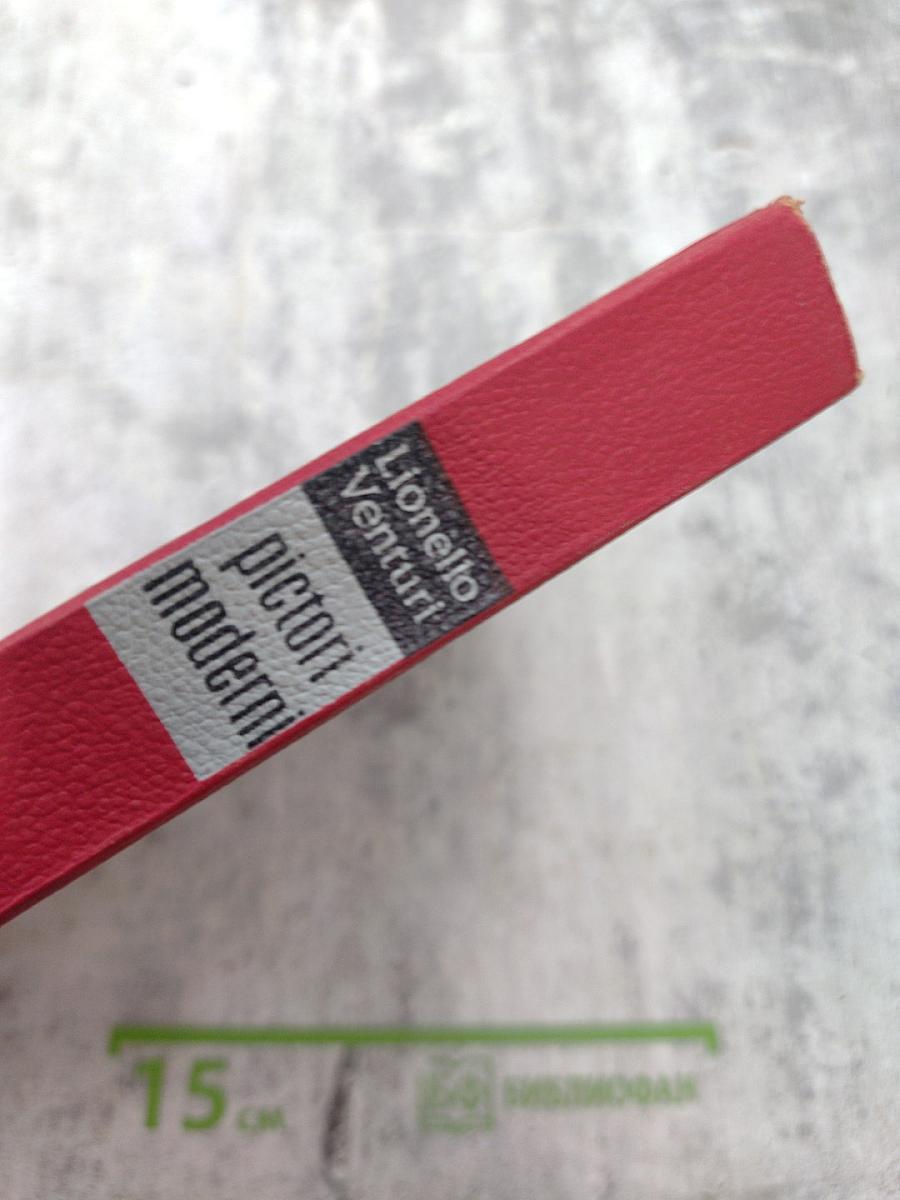 Lionello
Venturi
pictori
moderni
15 см
БИБЛИОФАН